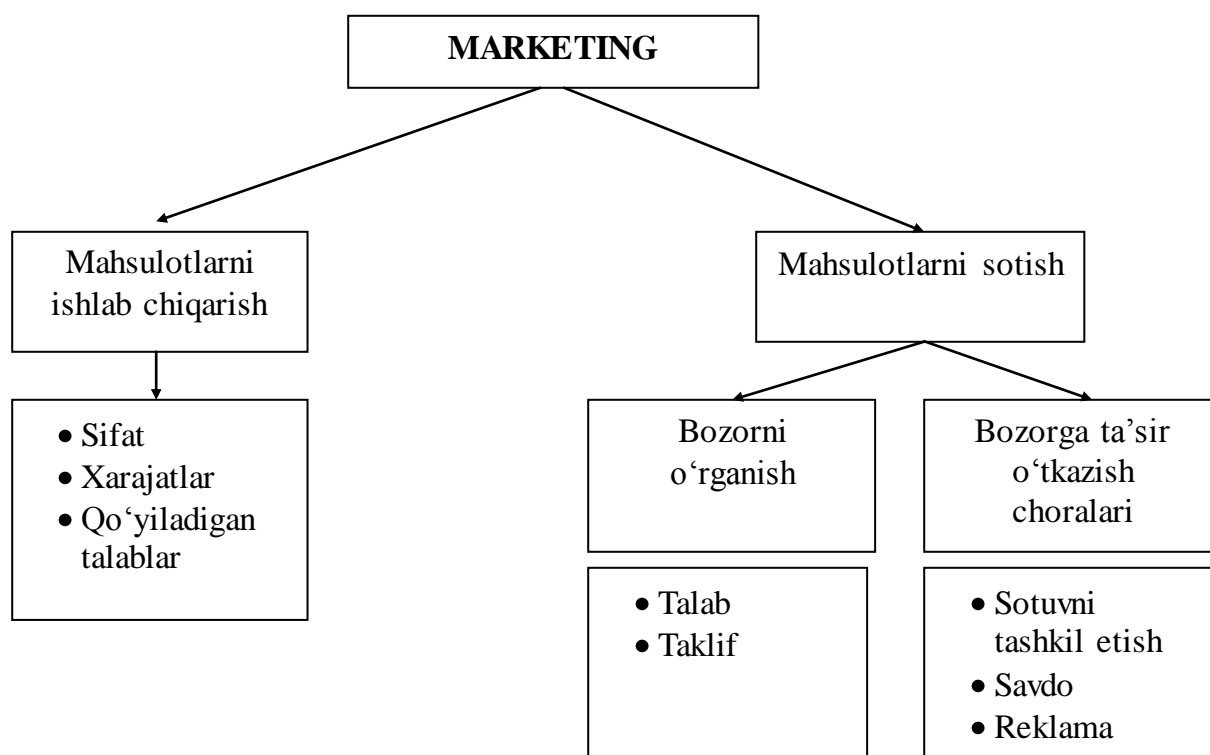 MARKETING
Mahsulotlarni
ishlab chiqarish
Mahsulotlarni sotish
• Sifat
• Xarajatlar
• Qo‘yiladigan
talablar
Bozorni
o‘rganish
Bozorga ta’sir
o‘tkazish
choralari
• Talab
• Taklif
• Sotuvni
tashkil etish
• Savdo
• Reklama